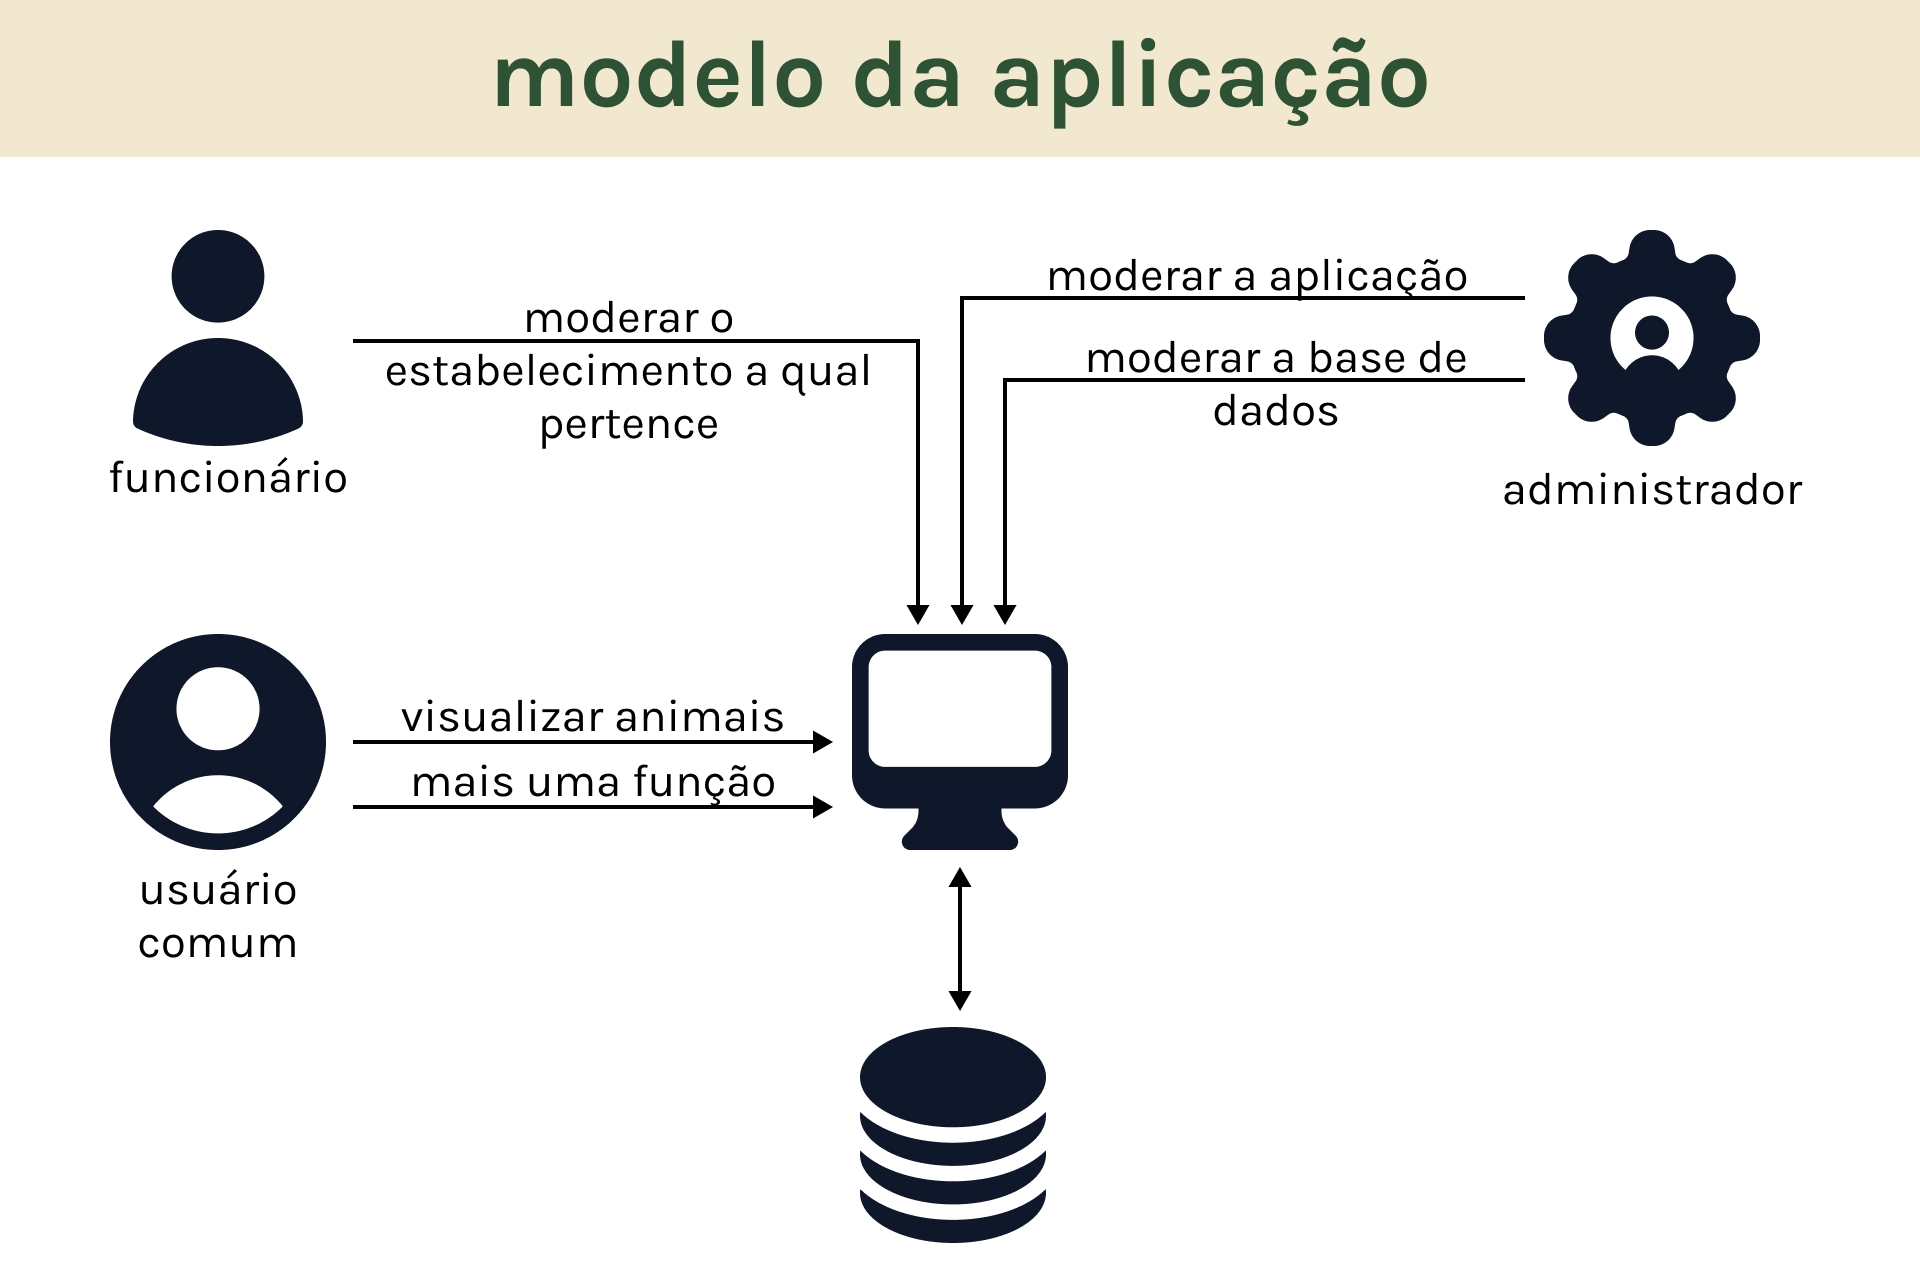 modelo da aplicação
moderar o
estabelecimento a qual
pertence
funcionário
moderar a aplicação
moderar a base de
dados
administrador
visualizar animais
mais uma função
usuário
comum